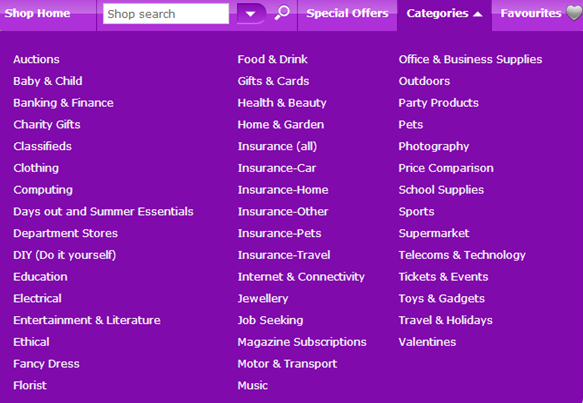 Shop Home
Shop search
Special Offers
Categories
Favourites
Auctions
Baby & Child
Banking & Finance
Charity Gifts
Classifieds
Clothing
Computing
Days out and Summer Essentials
Department Stores
DIY (Do it yourself)
Education
Electrical
Entertainment & Literature
Ethical
Fancy Dress
Florist
Food & Drink
Gifts & Cards
Health & Beauty
Home & Garden
Insurance (all)
Insurance-Car
Insurance-Home
Insurance-Other
Insurance-Pets
Insurance-Travel
Internet & Connectivity
Jewellery
Job Seeking
Magazine Subscriptions
Motor & Transport
Music
Office & Business Supplies
Outdoors
Party Products
Pets
Photography
Price Comparison
School Supplies
Sports
Supermarket
Telecoms & Technology
Tickets & Events
Toys & Gadgets
Travel & Holidays
Valentines